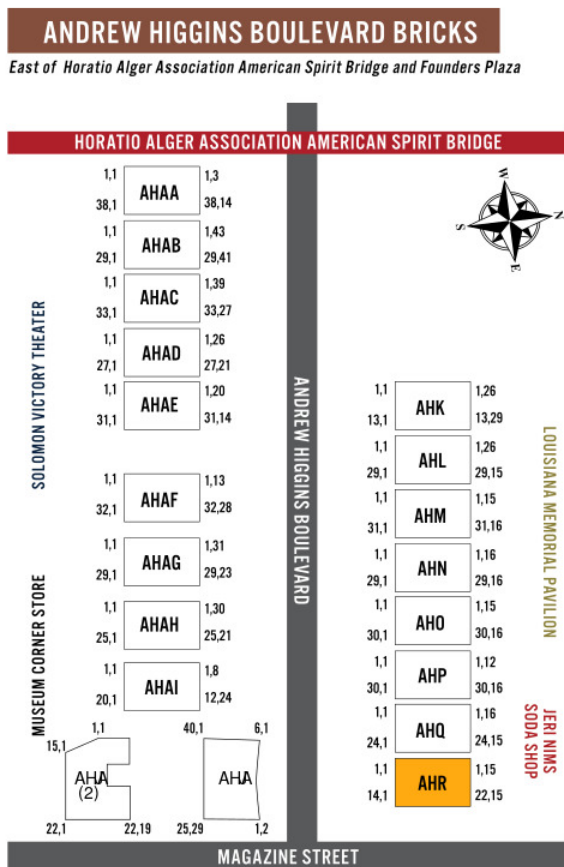 ANDREW HIGGINS BOULEVARD BRICKS
East of Horatio Alger Association American Spirit Bridge and Founders Plaza
HORATIO ALGER ASSOCIATION AMERICAN SPIRIT BRIDGE
W
N
S
E
1,1 AHAA 1,3
38,1 38,14
1,1 AHAB 1,43
29,1 29,41
1,1 AHAC 1,39
33,1 33,27
1,1 AHAD 1,26
27,1 27,21
1,1 AHAE 1,20
31,1 31,14
1,1 AHAF 1,13
32,1 32,28
1,1 AHAG 1,31
29,1 29,23
1,1 AHAH 1,30
25,1 25,21
1,1 AHAI 1,8
20,1 12,24
1,1
15,1
AHJA
(2)
22,1 22,19
40,1 6,1
AHJA
25,29 1,2
SOLOMON VICTORY THEATER
MUSEUM CORNER STORE
ANDREW HIGGINS BOULEVARD
1,1 AHK 1,26
13,1 13,29
1,1 AHL 1,26
29,1 29,15
1,1 AHM 1,15
31,1 31,16
1,1 AHN 1,16
29,1 29,16
1,1 AHO 1,15
30,1 30,16
1,1 AHP 1,12
30,1 30,16
1,1 AHQ 1,16
24,1 24,15
1,1 AHR 1,15
14,1 22,15
LOUISIANA MEMORIAL PAVILION
JERI NIMS
SODA SHOP
MAGAZINE STREET